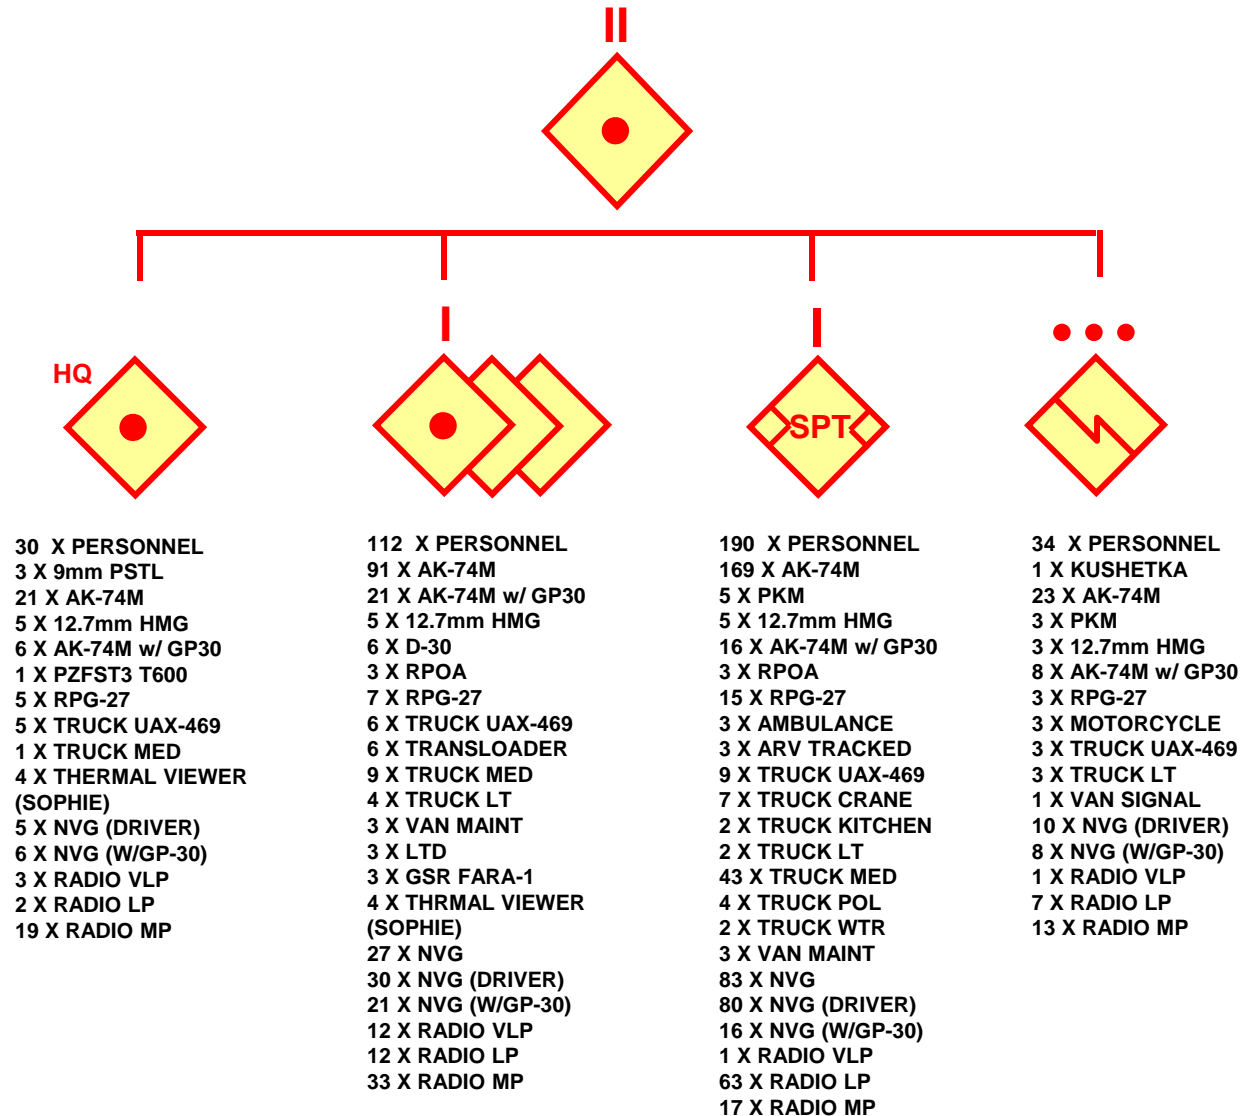 II
HQ
I
I
SPT
30 X PERSONNEL
3 X 9mm PSTL
21 X AK-74M
5 X 12.7mm HMG
6 X AK-74M w/ GP30
1 X PZFST3 T600
5 X RPG-27
5 X TRUCK UAX-469
1 X TRUCK MED
4 X THERMAL VIEWER
(SOPHIE)
5 X NVG (DRIVER)
6 X NVG (W/GP-30)
3 X RADIO VLP
2 X RADIO LP
19 X RADIO MP
112 X PERSONNEL
91 X AK-74M
21 X AK-74M w/ GP30
5 X 12.7mm HMG
6 X D-30
3 X RPOA
7 X RPG-27
6 X TRUCK UAX-469
6 X TRANSLOADER
9 X TRUCK MED
4 X TRUCK LT
3 X VAN MAINT
3 X LTD
3 X GSR FARA-1
4 X THRMAL VIEWER
(SOPHIE)
27 X NVG
30 X NVG (DRIVER)
21 X NVG (W/GP-30)
12 X RADIO VLP
12 X RADIO LP
33 X RADIO MP
190 X PERSONNEL
169 X AK-74M
5 X PKM
5 X 12.7mm HMG
16 X AK-74M w/ GP30
3 X RPOA
15 X RPG-27
3 X AMBULANCE
3 X ARV TRACKED
9 X TRUCK UAX-469
7 X TRUCK CRANE
2 X TRUCK KITCHEN
2 X TRUCK LT
43 X TRUCK MED
4 X TRUCK POL
2 X TRUCK WTR
3 X VAN MAINT
83 X NVG
80 X NVG (DRIVER)
16 X NVG (W/GP-30)
1 X RADIO VLP
63 X RADIO LP
17 X RADIO MP
34 X PERSONNEL
1 X KUSHETKA
23 X AK-74M
3 X PKM
3 X 12.7mm HMG
8 X AK-74M w/ GP30
3 X RPG-27
3 X MOTORCYCLE
3 X TRUCK UAX-469
3 X TRUCK LT
1 X VAN SIGNAL
10 X NVG (DRIVER)
8 X NVG (W/GP-30)
1 X RADIO VLP
7 X RADIO LP
13 X RADIO MP